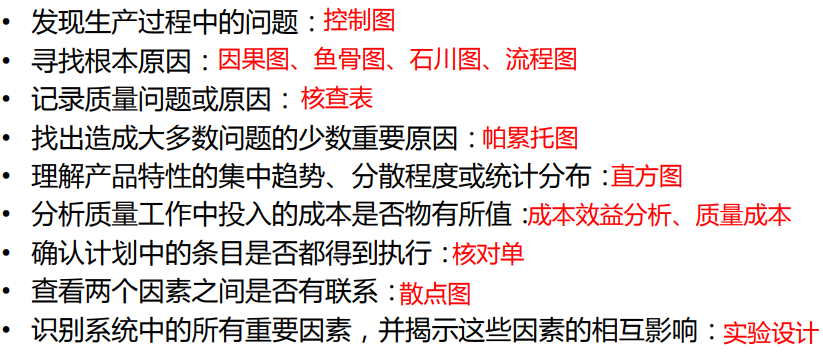 • 发现生产过程中的问题：控制图
• 寻找根本原因：因果图、鱼骨图、石川图、流程图
• 记录质量问题或原因：核查表
• 找出造成大多数问题的少数重要原因：帕累托图
• 理解产品特性的集中趋势、分散程度或统计分布：直方图
• 分析质量工作中投入的成本是否物有所值：成本效益分析、质量成本
• 确认计划中的条目是否都得到执行：核对单
• 查看两个因素之间是否有联系：散点图
• 识别系统中的所有重要因素，并揭示这些因素的相互影响：实验设计